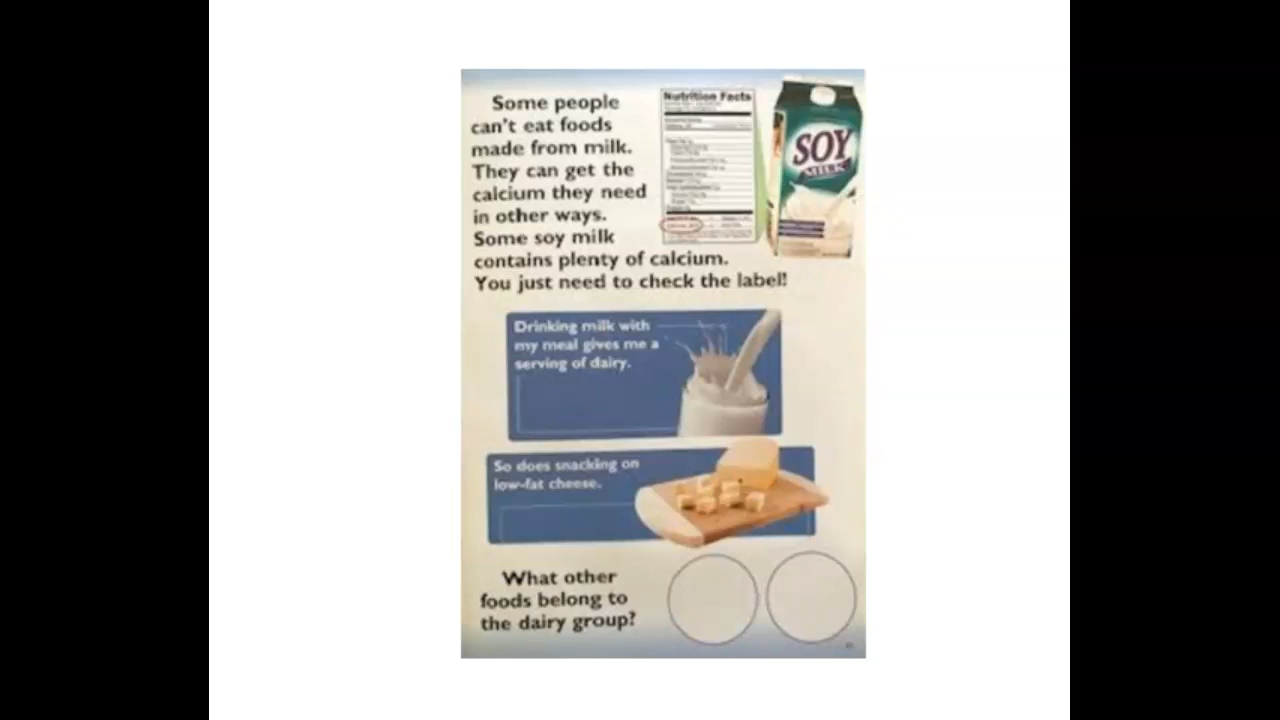 Some people
can't eat foods
made from milk.
They can get the
calcium they need
in other ways.
Some soy milk
contains plenty of calcium.
You just need to check the label!
Nutrition Facts
SOY
MILK
Drinking milk with
my meal gives me a
serving of dairy.
So does snacking on
low-fat cheese.
What other
foods belong to
the dairy group?